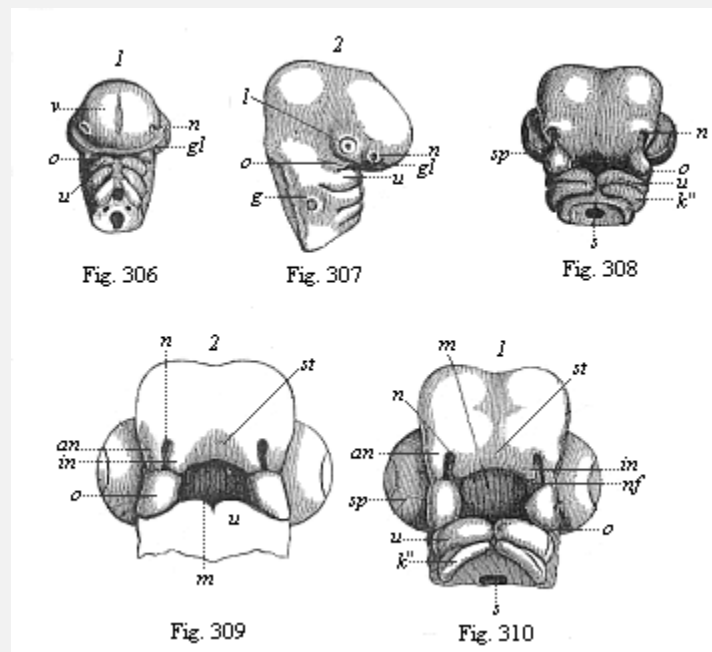 1
v
n
gl
o
u
Fig. 306
2
l
n
o
gl
u
g
Fig. 307
n
sp
o
u
k"
s
Fig. 308
2
n
st
an
in
o
u
m
Fig. 309
1
m
st
n
an
in
nf
sp
o
u
k"
s
Fig. 310